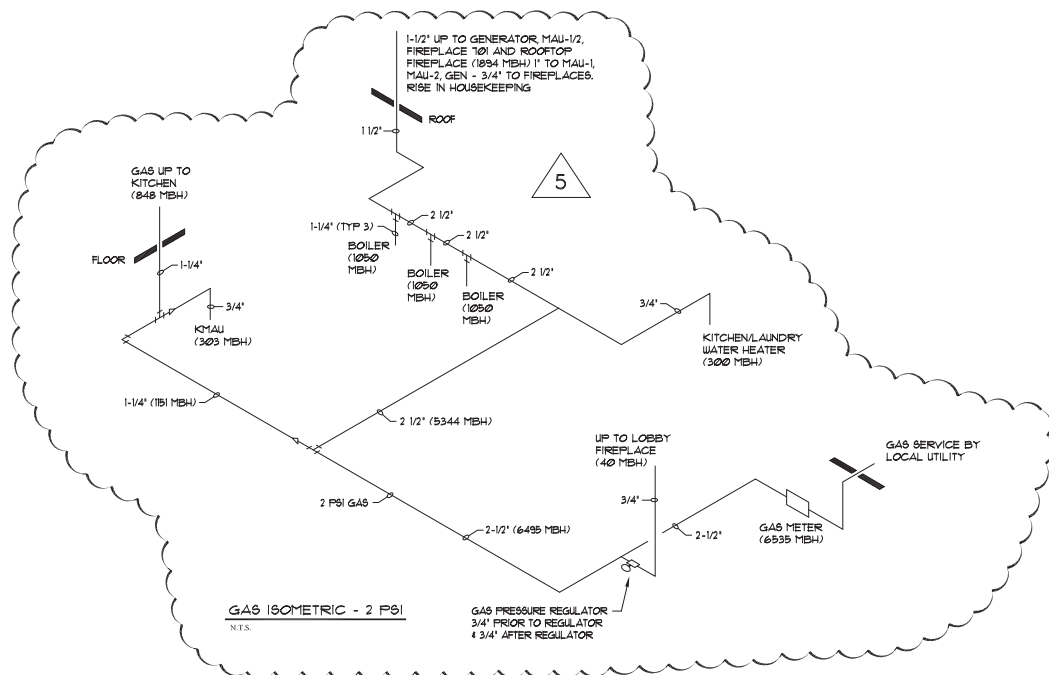 1-1/2" UP TO GENERATOR, MAU-1/2,
FIREPLACE 701 AND ROOFTOP
FIREPLACE (1894 MBH) 1" TO MAU-1,
MAU-2, GEN - 3/4" TO FIREPLACES.
RISE IN HOUSEKEEPING
ROOF
1 1/2"
5
GAS UP TO
KITCHEN
(848 MBH)
FLOOR
1-1/4"
3/4"
KMAU
(303 MBH)
1-1/4" (TYP 3)
2 1/2"
2 1/2"
2 1/2"
BOILER
(1050
MBH)
BOILER
(1050
MBH)
BOILER
(1050
MBH)
3/4"
KITCHEN/LAUNDRY
WATER HEATER
(300 MBH)
1-1/4" (1151 MBH)
2 1/2" (5344 MBH)
2 PSI GAS
2-1/2" (6495 MBH)
UP TO LOBBY
FIREPLACE
(40 MBH)
3/4"
2-1/2"
GAS SERVICE BY
LOCAL UTILITY
GAS METER
(6535 MBH)
GAS PRESSURE REGULATOR
3/4" PRIOR TO REGULATOR
& 3/4" AFTER REGULATOR
GAS ISOMETRIC - 2 PSI
N.T.S.